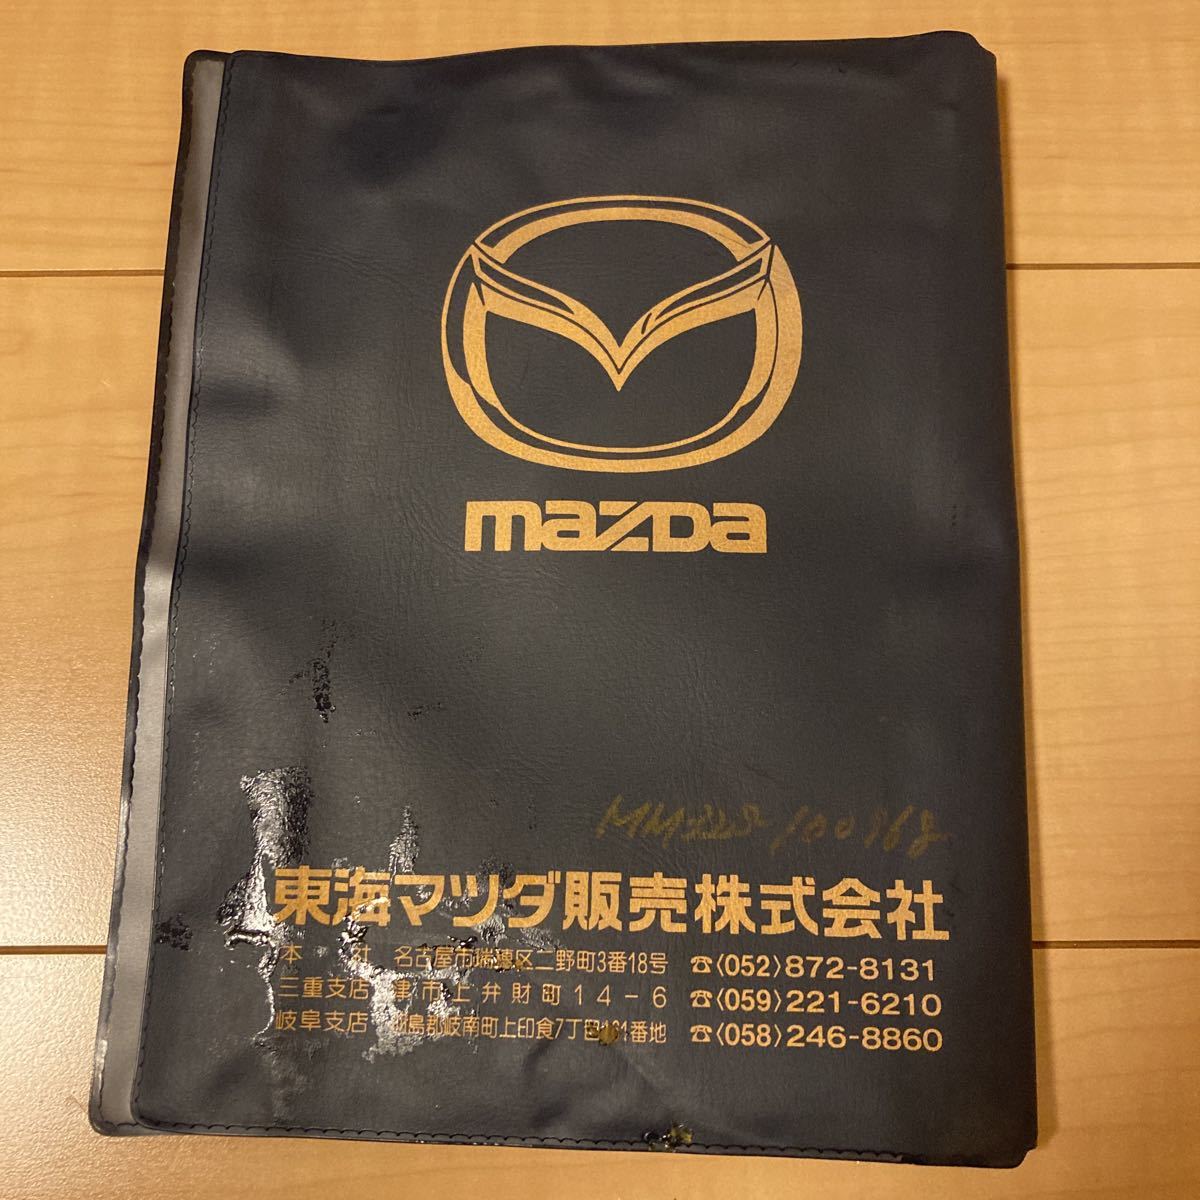 mazda
東海マツダ販売株式会社
本 社 名古屋市瑞穂区二野町3番18号 ☎〈052〉872-8131
三重支店 津市上弁財町14-6 ☎〈059〉221-6210
岐阜支店 羽島郡岐南町上印食7丁目161番地 ☎〈058〉246-8860